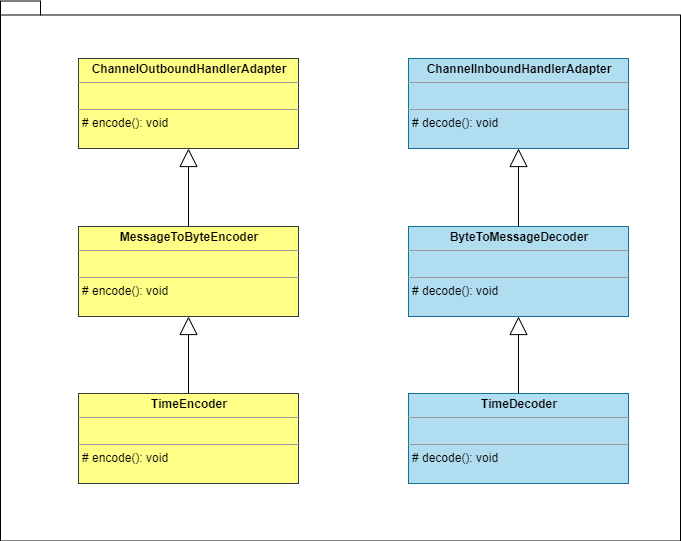 ChannelOutboundHandlerAdapter
# encode(): void
ChannelInboundHandlerAdapter
# decode(): void
MessageToByteEncoder
# encode(): void
ByteToMessageDecoder
# decode(): void
TimeEncoder
# encode(): void
TimeDecoder
# decode(): void